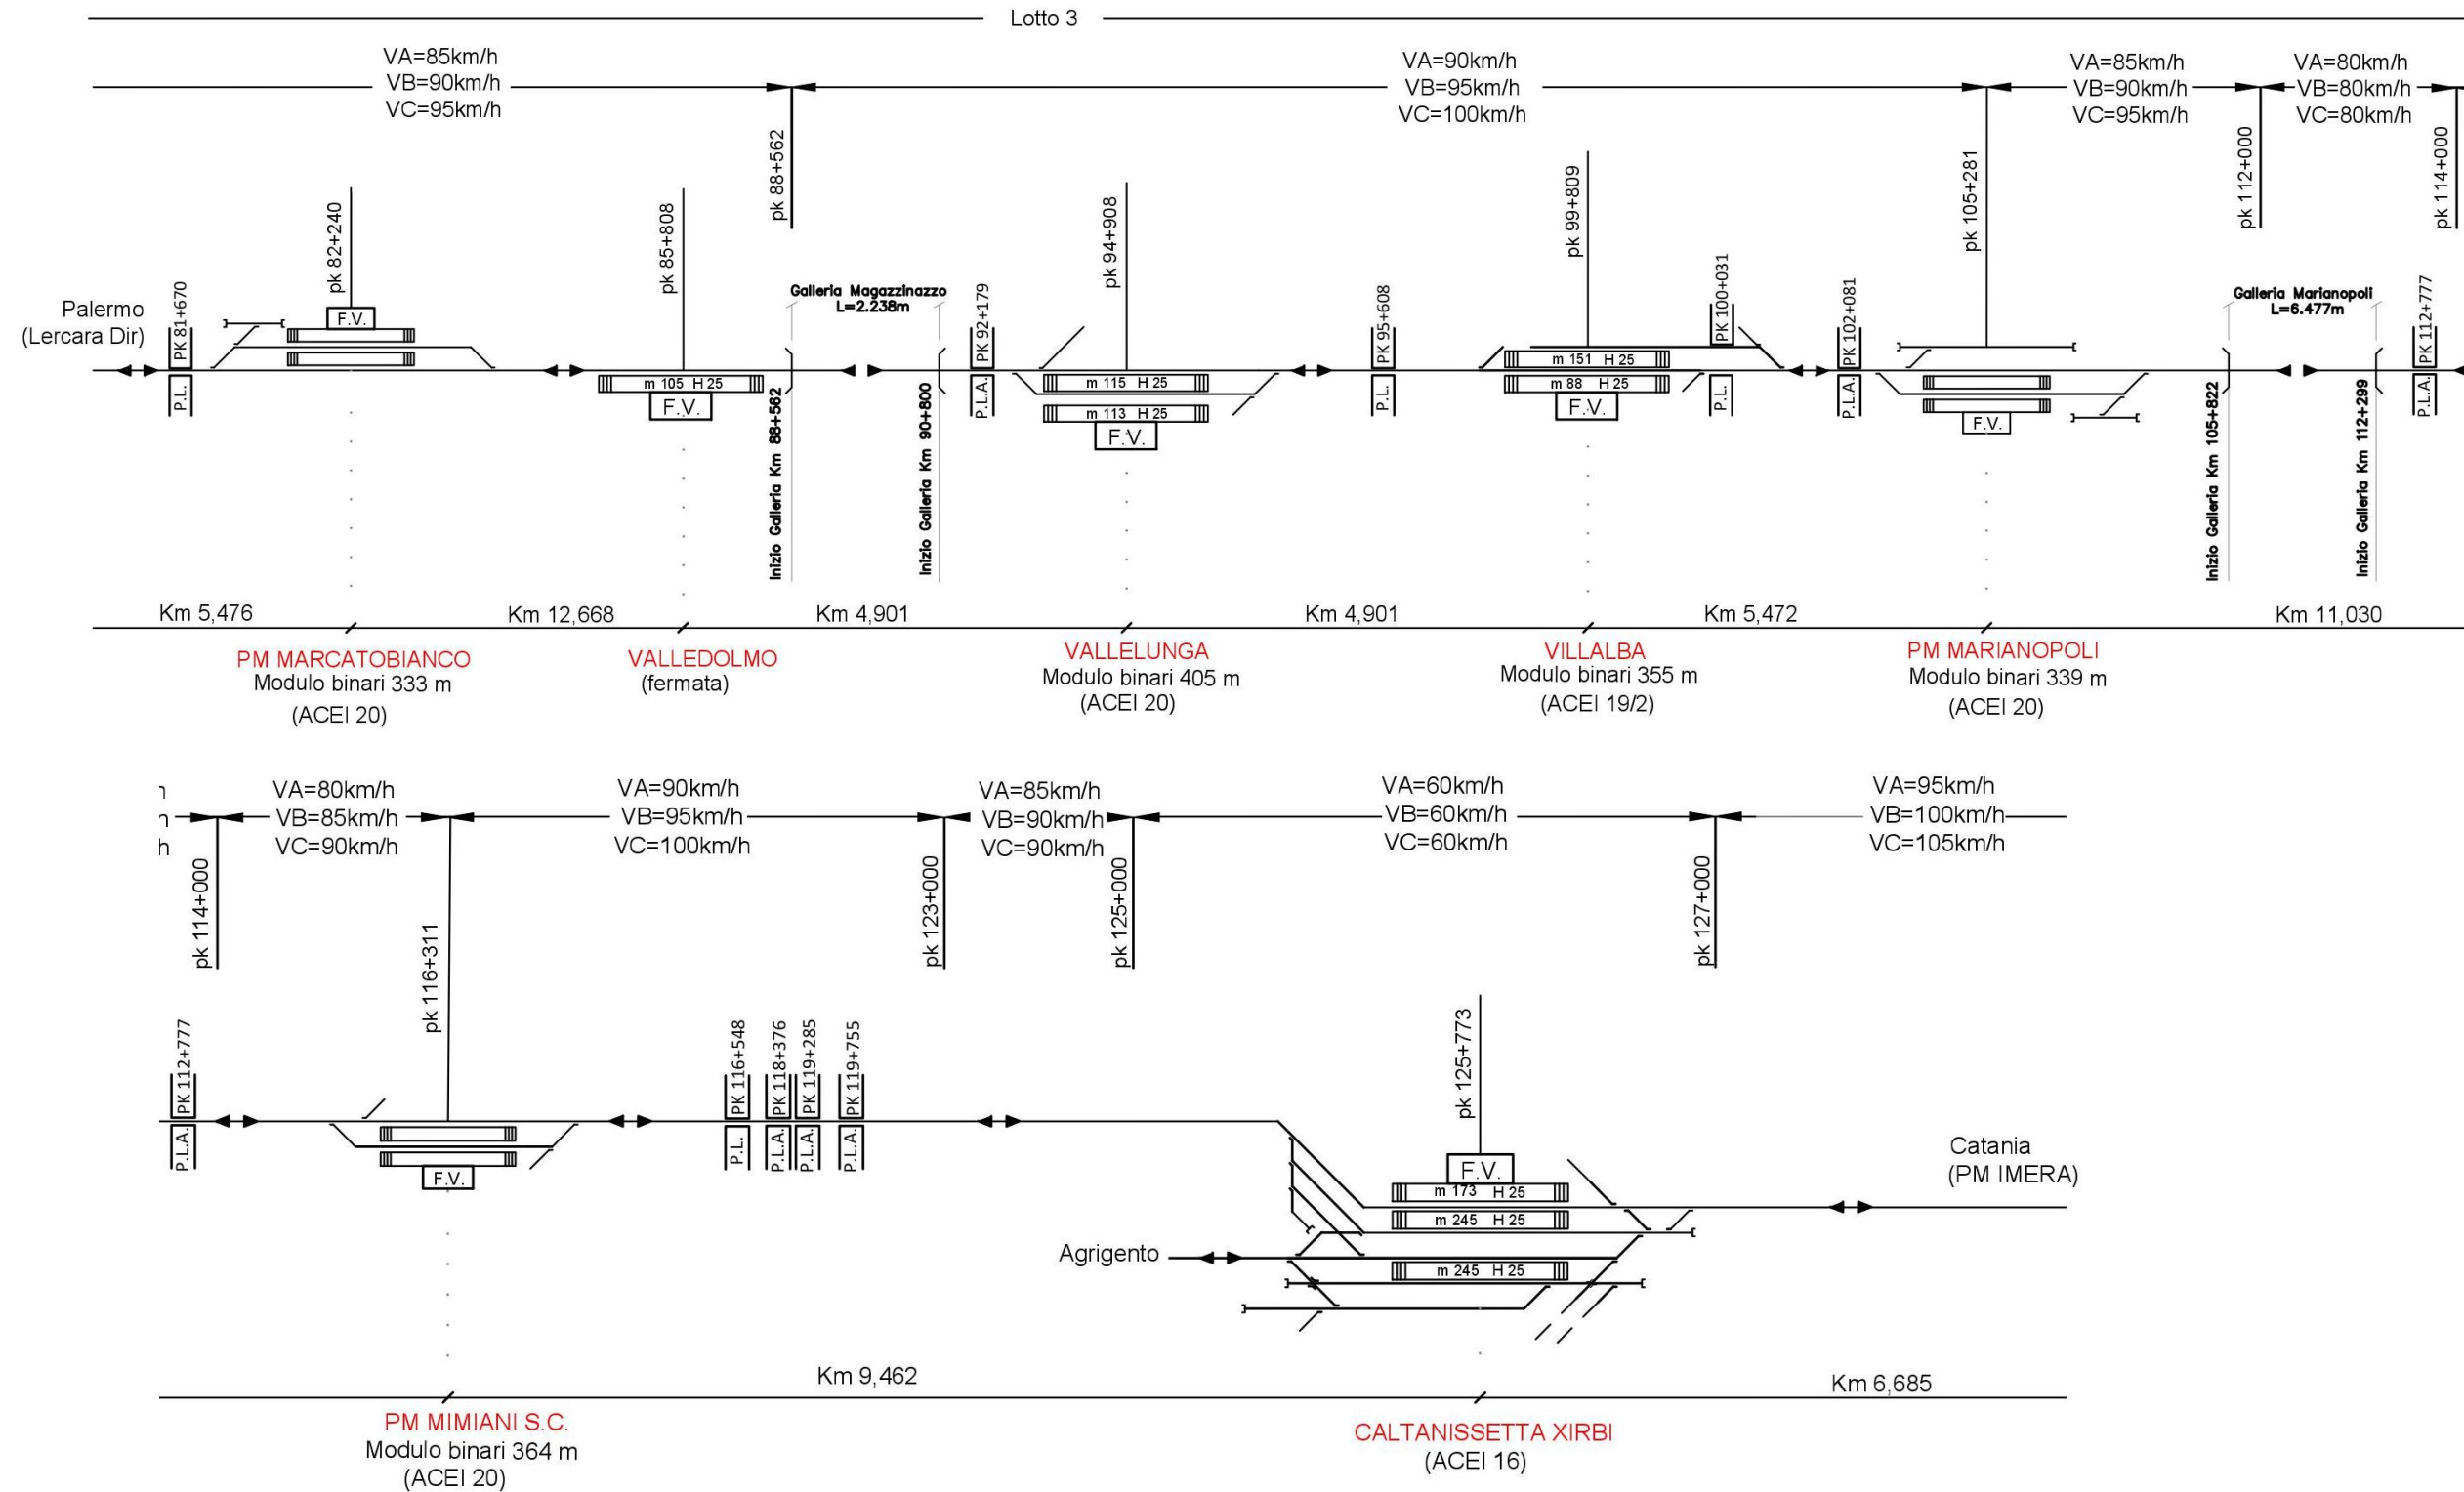 Lotto 3
VA=85km/h
VB=90km/h
VC=95km/h
VA=90km/h
VB=95km/h
VC=100km/h
VA=85km/h
VB=90km/h
VC=95km/h
VA=80km/h
VB=80km/h
VC=80km/h
pk 88+562
pk 112+000
pk 114+000
pk 82+240
pk 85+808
pk 94+908
pk 99+809
pk 105+281
Palermo
(Lercara Dir)
PK 81+670
P.L.
F.V.
m 105 H 25
F.V.
Galleria Magazzinazzo
L=2.238m
Inizio Galleria Km 88+562
Inizio Galleria Km 90+800
PK 92+179
P.L.A.
m 115 H 25
m 113 H 25
F.V.
PK 95+608
P.L.
m 151 H 25
m 88 H 25
F.V.
PK 100+031
P.L.
PK 102+081
P.L.A.
F.V.
Galleria Marianopoli
L=6.477m
Inizio Galleria Km 105+822
Inizio Galleria Km 112+299
PK 112+777
P.L.A.
Km 5,476
Km 12,668
Km 4,901
Km 4,901
Km 5,472
Km 11,030
PM MARCATOBIANCO
Modulo binari 333 m
(ACEI 20)
VALLEDOLMO
(fermata)
VALLELUNGA
Modulo binari 405 m
(ACEI 20)
VILLALBA
Modulo binari 355 m
(ACEI 19/2)
PM MARIANOPOLI
Modulo binari 339 m
(ACEI 20)
h
VA=80km/h
VB=85km/h
VC=90km/h
VA=90km/h
VB=95km/h
VC=100km/h
VA=85km/h
VB=90km/h
VC=90km/h
VA=60km/h
VB=60km/h
VC=60km/h
VA=95km/h
VB=100km/h
VC=105km/h
pk 114+000
pk 116+311
pk 123+000
pk 125+000
pk 127+000
PK 112+777
P.L.A.
F.V.
PK 116+548
P.L.
PK 118+376
P.L.A.
PK 119+285
P.L.A.
PK 119+755
P.L.A.
pk 125+773
F.V.
m 173 H 25
m 245 H 25
m 245 H 25
Agrigento
Catania
(PM IMERA)
Km 9,462
Km 6,685
PM MIMIANI S.C.
Modulo binari 364 m
(ACEI 20)
CALTANISSETTA XIRBI
(ACEI 16)